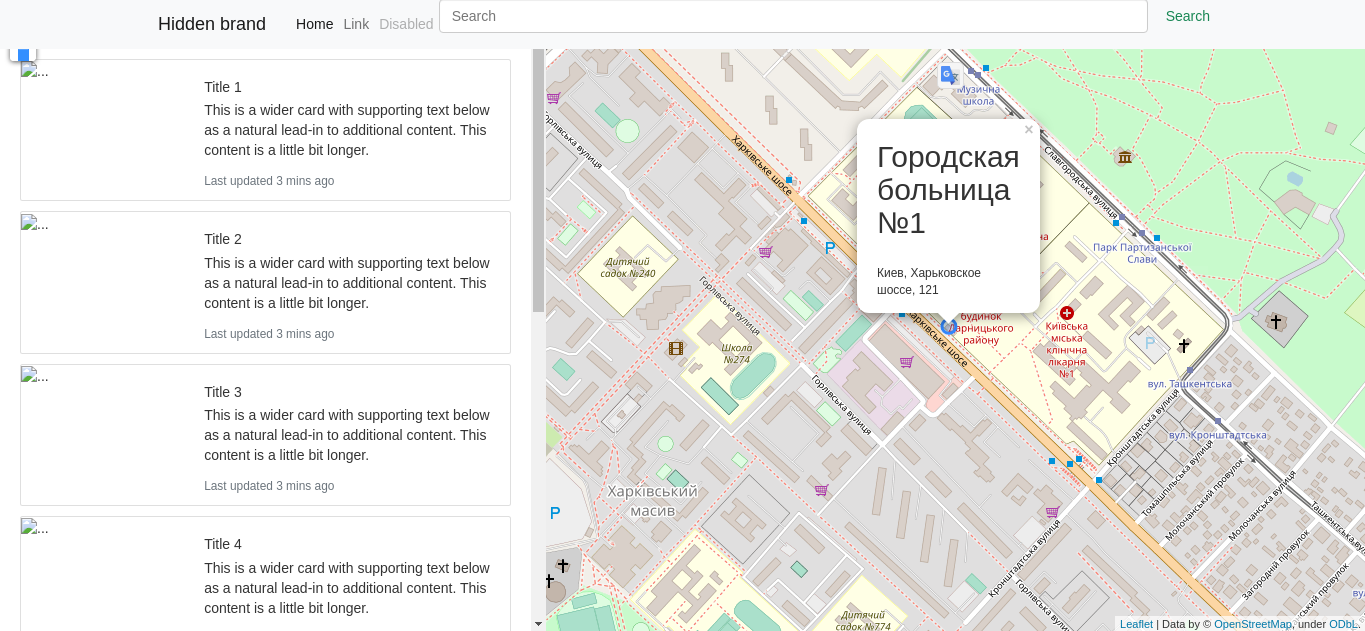 Hidden brand
Home Link Disabled
Search
Search
...
Title 1
This is a wider card with supporting text below
as a natural lead-in to additional content. This
content is a little bit longer.
Last updated 3 mins ago
...
Title 2
This is a wider card with supporting text below
as a natural lead-in to additional content. This
content is a little bit longer.
Last updated 3 mins ago
...
Title 3
This is a wider card with supporting text below
as a natural lead-in to additional content. This
content is a little bit longer.
Last updated 3 mins ago
...
Title 4
This is a wider card with supporting text below
as a natural lead-in to additional content. This
content is a little bit longer.
×
Городская
больница
№1
Киев, Харьковское
шоссе, 121
Музична
школа
Славгородська вулиця
Харківське шосе
Горлівська вулиця
Парк Партизанської
Слави
P
Дитячий
садок №240
Горлівська вулиця
Школа
№274
будинок
Дарницького
району
Харківське шосе
Київська
міська
клінічна
лікарня
№1
P
вул. Ташкентська
Горлівська вулиця
Кронштадтська вулиця
вул. Кронштадтська
Томашпільська вулиця
Молочанський провулок
Молочанська вулиця
Ташкентська ву
Харківський
масив
P
Кронштадтська вулиця
Горлівська вулиця
Загородній провулок
ський провулок
Дитячий
садок №774
Leaflet | Data by © OpenStreetMap, under ODbL.